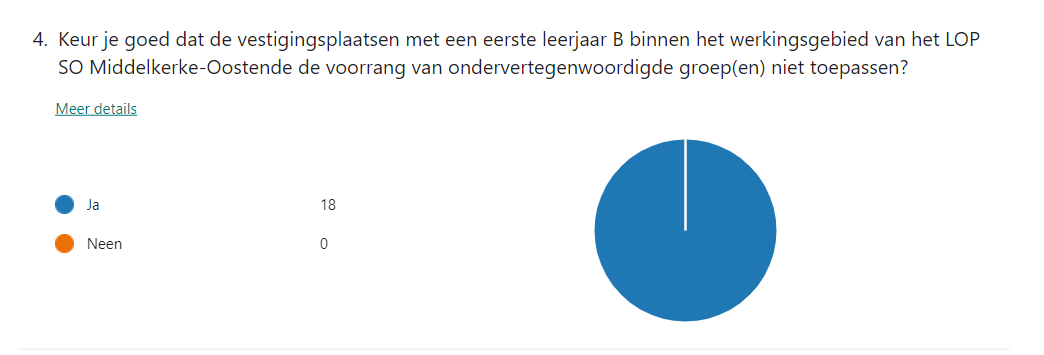 4. Keur je goed dat de vestigingsplaatsen met een eerste leerjaar B binnen het werkingsgebied van het LOP
SO Middelkerke-Oostende de voorrang van ondervertegenwoordigde groep(en) niet toepassen?
Meer details
Ja 18
Neen 0